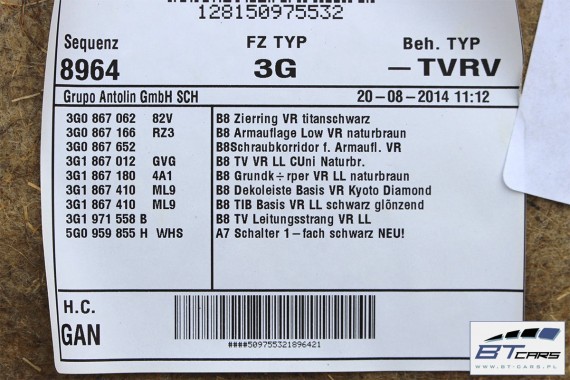 128150975532
Sequenz FZ TYP Beh. TYP
8964 3G —TVRV
Grupo Antolin GmbH SCH 20-08-2014 11:12
3G0 867 062 82V B8 Zierring VR titanschwarz
3G0 867 166 RZ3 B8 Armauflage Low VR naturbraun
3G0 867 652 B8Schraubkorridor f. Armaufl. VR
3G1 867 012 GVG B8 TV VR LL CUni Naturbr.
3G1 867 180 4A1 B8 Grundk÷rper VR LL naturbraun
3G1 867 410 ML9 B8 Dekoleiste Basis VR Kyoto Diamond
3G1 867 410 ML9 B8 TIB Basis VR LL schwarz glönzend
3G1 971 558 B B8 TV Leitungsstrang VR LL
5G0 959 855 H WHS A7 Schalter 1-fach schwarz NEU!
H.C.
GAN
####509755321896421
BT CARS
WWW.BT-CARS.PL